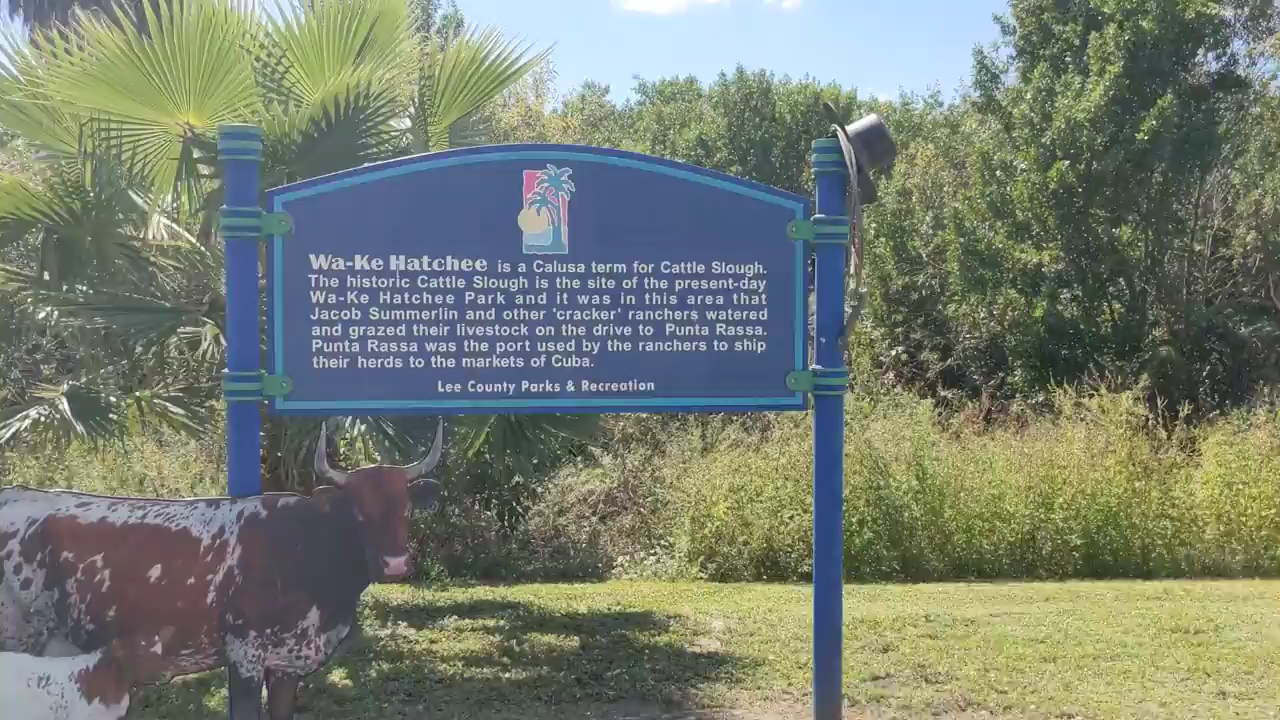 Wa-Ke Hatchee is a Calusa term for Cattle Slough.
The historic Cattle Slough is the site of the present-day
Wa-Ke Hatchee Park and it was in this area that
Jacob Summerlin and other 'cracker' ranchers watered
and grazed their livestock on the drive to Punta Rassa.
Punta Rassa was the port used by the ranchers to ship
their herds to the markets of Cuba.
Lee County Parks & Recreation